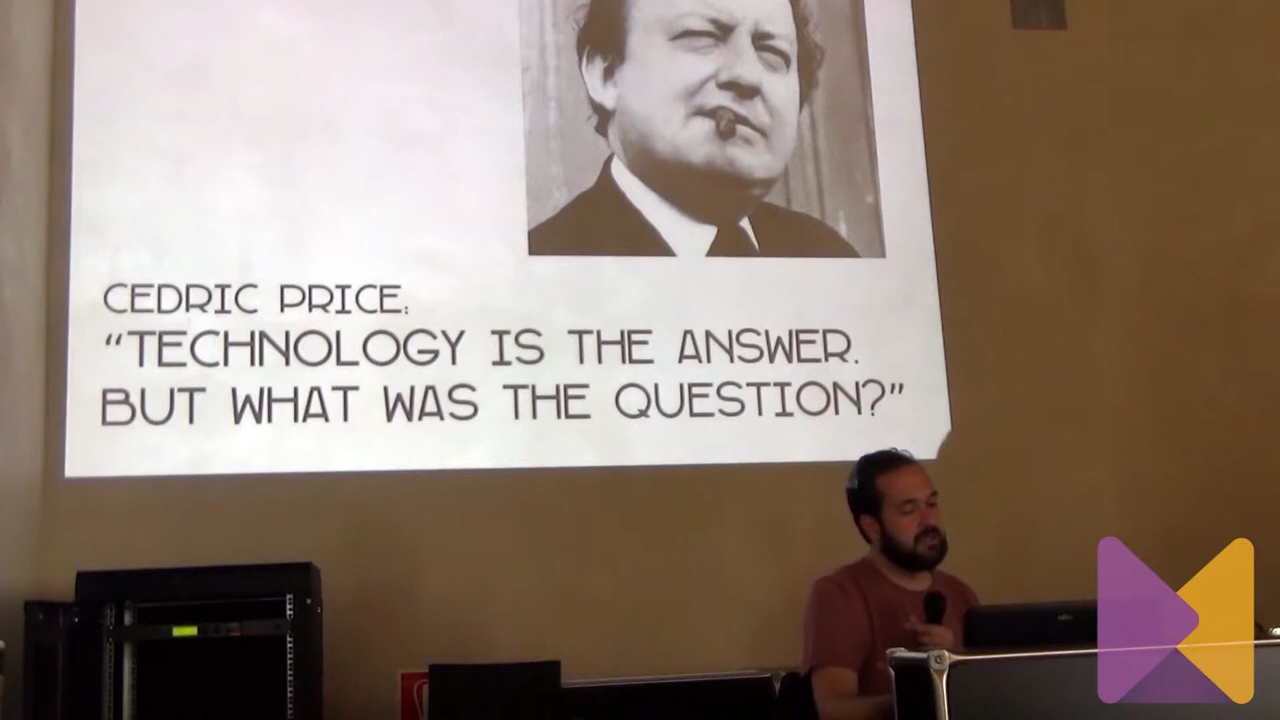 CEDRIC PRICE:
“TECHNOLOGY IS THE ANSWER.
BUT WHAT WAS THE QUESTION?”